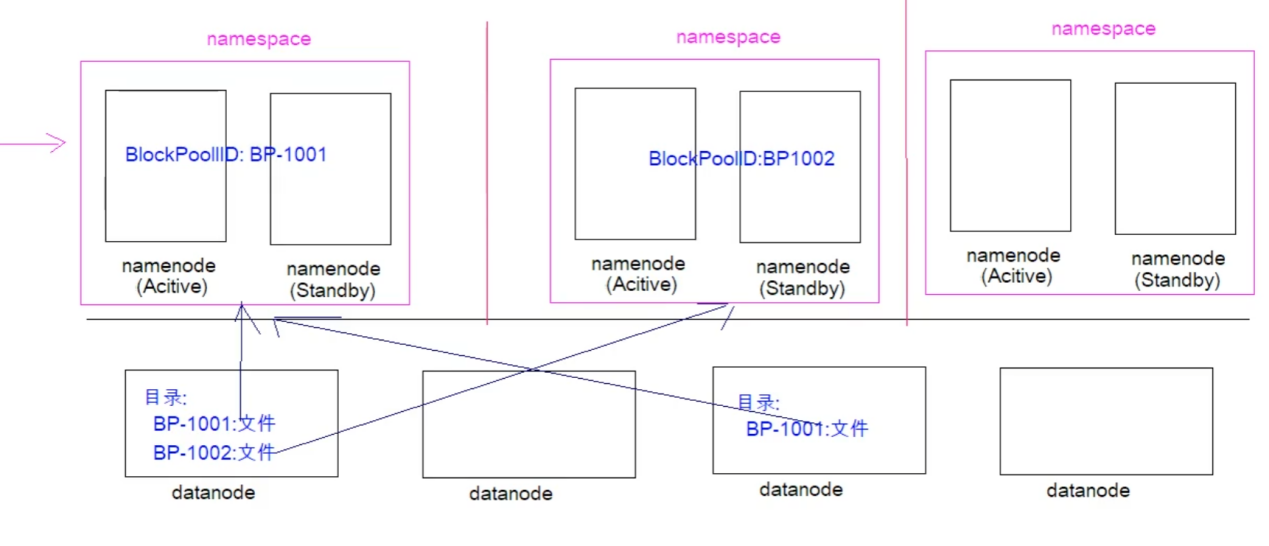 namespace
namespace
namespace
BlockPoolIID: BP-1001
BlockPoolID:BP1002
namenode
(Acitive)
namenode
(Standby)
namenode
(Acitive)
namenode
(Standby)
namenode
(Acitive)
namenode
(Standby)
目录:
BP-1001:文件
BP-1002:文件
目录:
BP-1001:文件
datanode
datanode
datanode
datanode